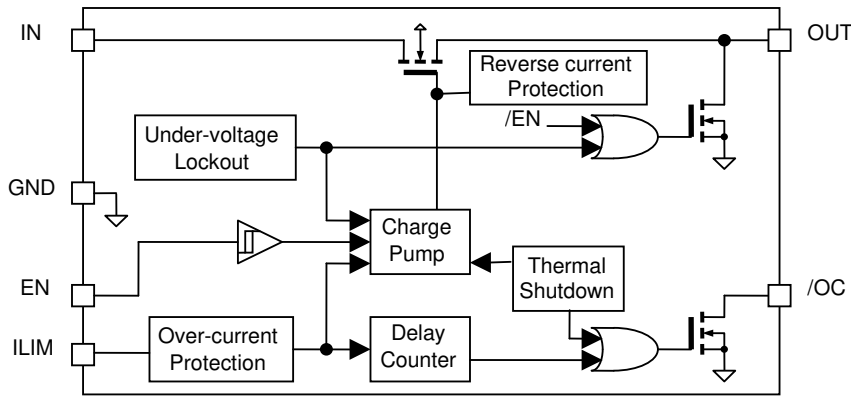 IN
OUT
Reverse current
Protection
/EN
Under-voltage
Lockout
GND
Charge
Pump
Thermal
Shutdown
EN
/OC
ILIM
Over-current
Protection
Delay
Counter